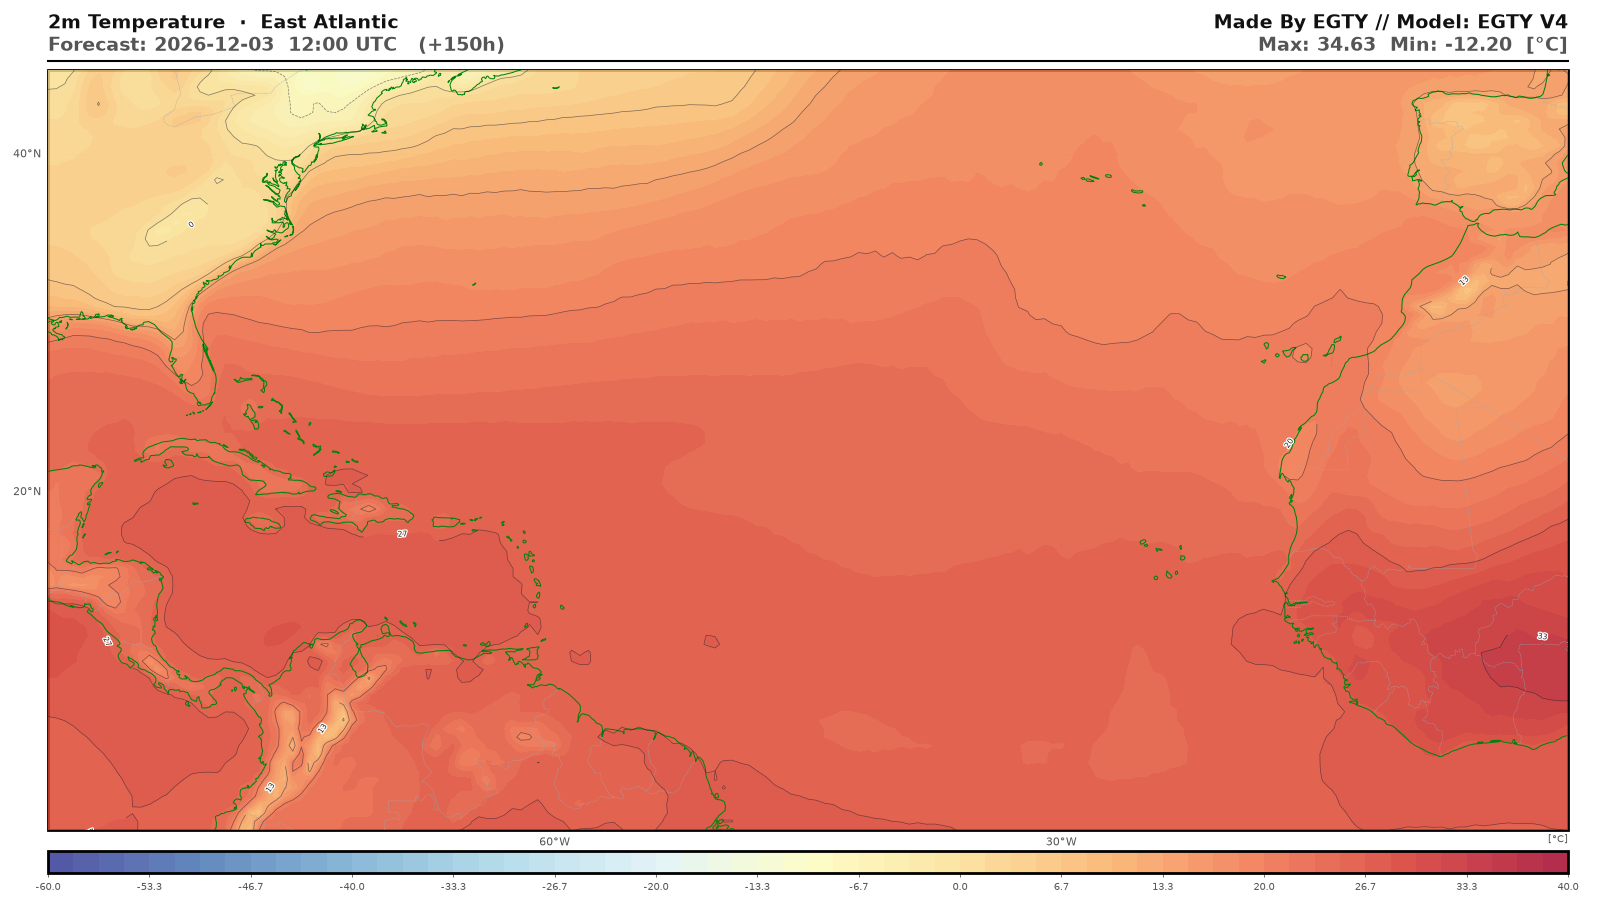 2m Temperature · East Atlantic
Made By EGTY // Model: EGTY V4
Forecast: 2026-12-03 12:00 UTC (+150h)
Max: 34.63 Min: -12.20 [°C]
40°N
0
13
20
20°N
27
33
27
13
13
60°W
30°W
[°C]
-60.0 -53.3 -46.7 -40.0 -33.3 -26.7 -20.0 -13.3 -6.7 0.0 6.7 13.3 20.0 26.7 33.3 40.0